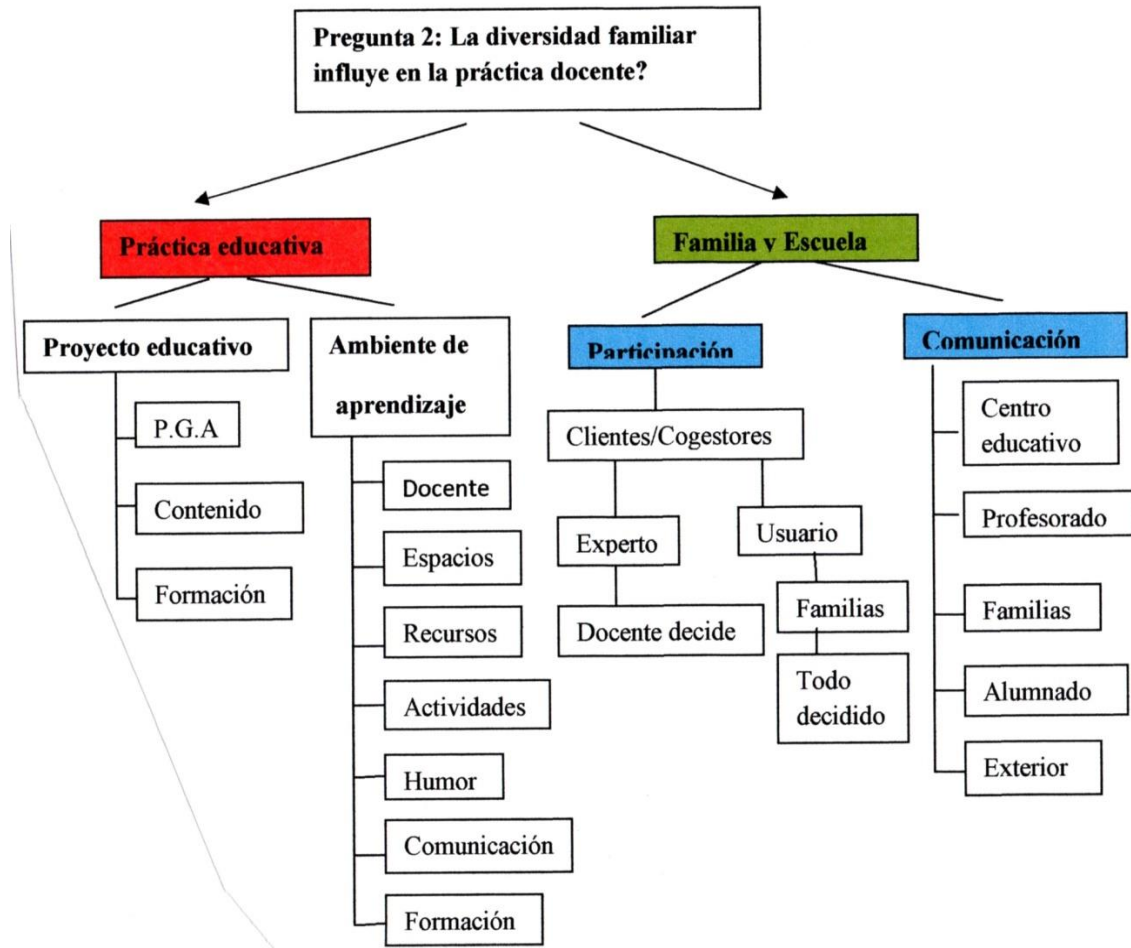 Pregunta 2: La diversidad familiar
influye en la práctica docente?
Práctica educativa
Familia y Escuela
Proyecto educativo
P.G.A
Contenido
Formación
Ambiente de
aprendizaje
Docente
Espacios
Recursos
Actividades
Humor
Comunicación
Formación
Participación
Clientes/Cogestores
Experto
Docente decide
Usuario
Familias
Todo
decidido
Comunicación
Centro
educativo
Profesorado
Familias
Alumnado
Exterior